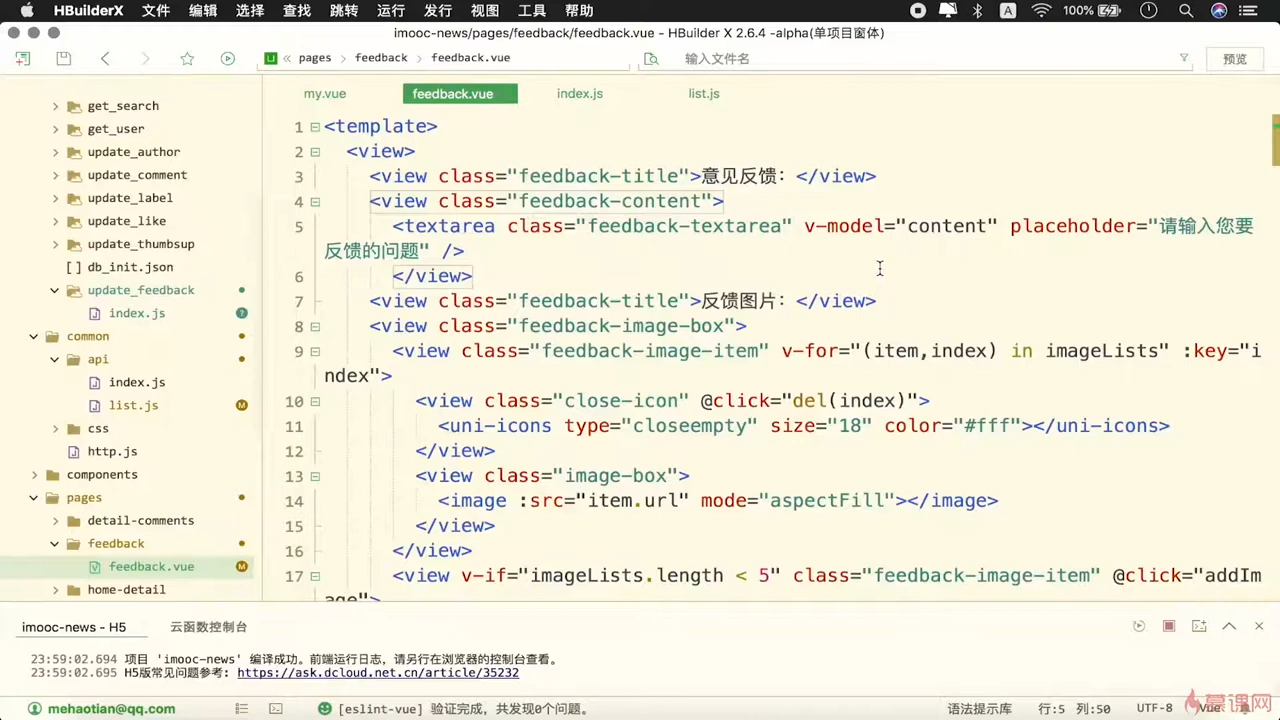 HBuilderX 文件 编辑 选择 查找 跳转 运行 发行 视图 工具 帮助 A 100%
imooc-news/pages/feedback/feedback.vue - HBuilder X 2.6.4 -alpha(单项目窗体)
pages feedback feedback.vue 输入文件名 预览
my.vue feedback.vue index.js list.js
get_search
get_user
update_author
update_comment
update_label
update_like
update_thumbsup
db_init.json
update_feedback
index.js
common
api
index.js
list.js M
css
http.js
components
pages
detail-comments
feedback
feedback.vue M
home-detail
1 <template>
2 <view>
3 <view class="feedback-title">意见反馈：</view>
4 <view class="feedback-content">
5 <textarea class="feedback-textarea" v-model="content" placeholder="请输入您要
反馈的问题" />
6 </view>
7 <view class="feedback-title">反馈图片：</view>
8 <view class="feedback-image-box">
9 <view class="feedback-image-item" v-for="(item,index) in imageLists" :key="i
ndex">
10 <view class="close-icon" @click="del(index)">
11 <uni-icons type="closeempty" size="18" color="#fff"></uni-icons>
12 </view>
13 <view class="image-box">
14 <image :src="item.url" mode="aspectFill"></image>
15 </view>
16 </view>
17 <view v-if="imageLists.length < 5" class="feedback-image-item" @click="addIm
age">
imooc-news - H5 云函数控制台
23:59:02.694 项目 'imooc-news' 编译成功。前端运行日志，请另行在浏览器的控制台查看。
23:59:02.695 H5版常见问题参考: https://ask.dcloud.net.cn/article/35232
mehaotian@qq.com [eslint-vue] 验证完成，共发现0个问题。 语法提示库 行:5 列:50 UTF-8 Vue
慕课网